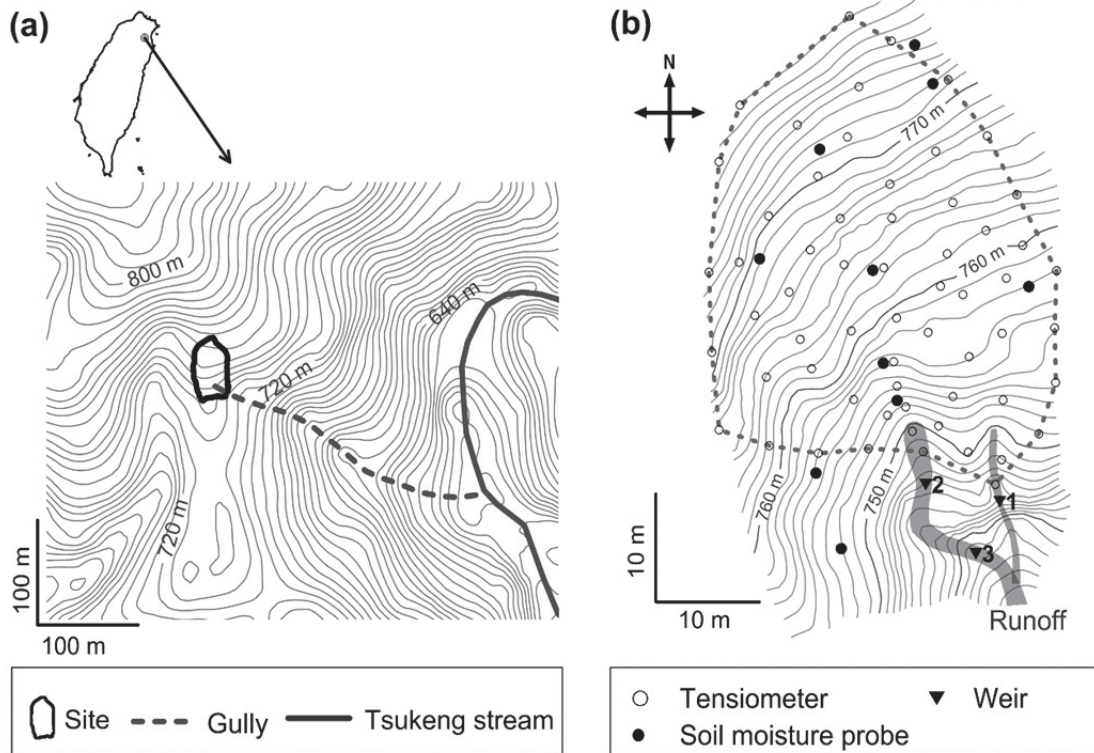 (a)
800 m
640 m
720 m
720 m
100 m
100 m
Site
Gully
Tsukeng stream
(b)
N
770 m
760 m
760 m
750 m
2
1
3
10 m
10 m
Runoff
Tensiometer
Weir
Soil moisture probe